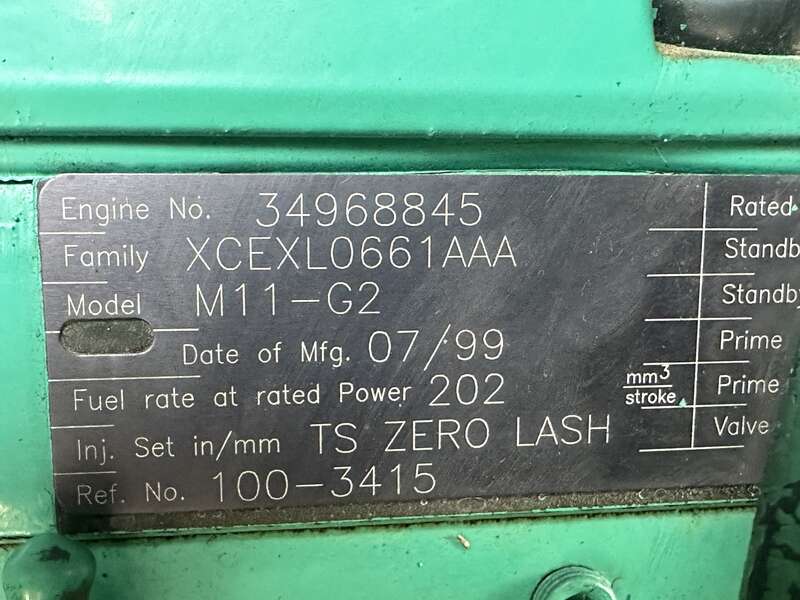 Engine No. 34968845 Rated
Family XCEXL0661AAA Standb
Model M11-G2 Standby
Date of Mfg. 07/99 Prime
Fuel rate at rated Power 202 mm3 stroke Prime
Inj. Set in/mm TS ZERO LASH Valve
Ref. No. 100-3415